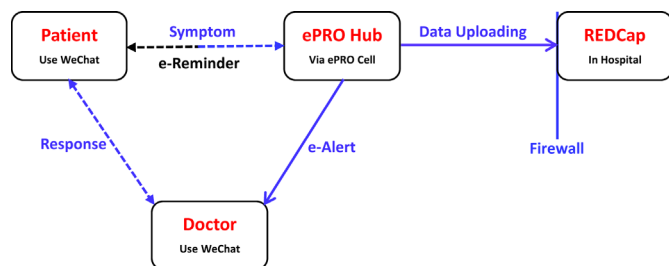 Patient
Use WeChat
Symptom
e-Reminder
ePRO Hub
Via ePRO Cell
Data Uploading
REDCap
In Hospital
Response
e-Alert
Firewall
Doctor
Use WeChat